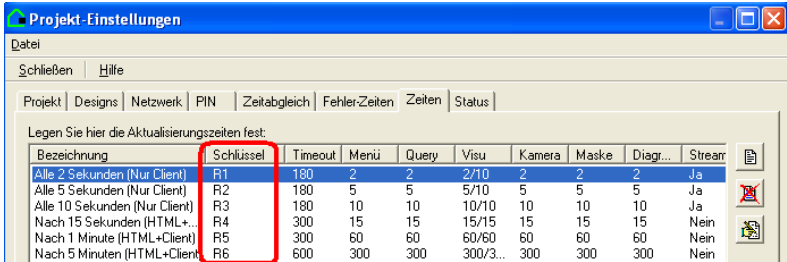 Projekt-Einstellungen
Datei
Schließen Hilfe
Projekt Designs Netzwerk PIN Zeitabgleich Fehler-Zeiten Zeiten Status
Legen Sie hier die Aktualisierungszeiten fest:
Bezeichnung Schlüssel Timeout Menü Query Visu Kamera Maske Diagr... Stream
Alle 2 Sekunden (Nur Client) R1 180 2 2 2/10 2 2 2 Ja
Alle 5 Sekunden (Nur Client) R2 180 5 5 5/10 5 5 5 Ja
Alle 10 Sekunden (Nur Client) R3 180 10 10 10/10 10 10 10 Ja
Nach 15 Sekunden (HTML+... R4 300 15 15 15/15 15 15 15 Nein
Nach 1 Minute (HTML+Client) R5 300 60 60 60/60 60 60 60 Nein
Nach 5 Minuten (HTML+Client) R6 600 300 300 300/3... 300 300 300 Nein